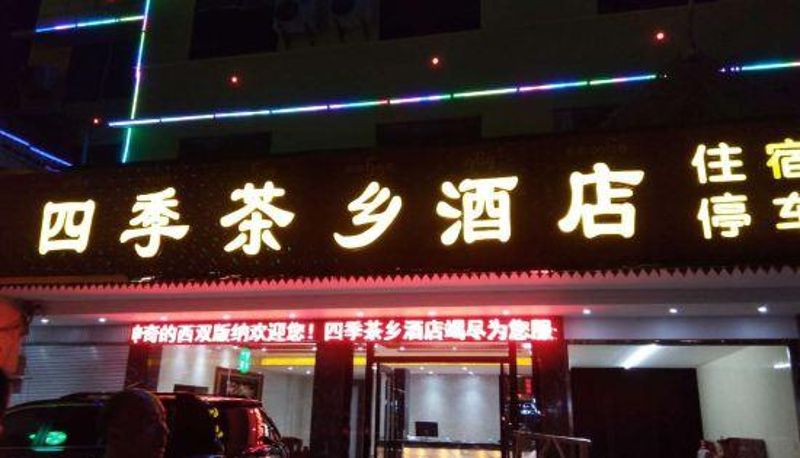 四季茶乡酒店
住宿
停车
神奇的西双版纳欢迎您！四季茶乡酒店竭尽为您服